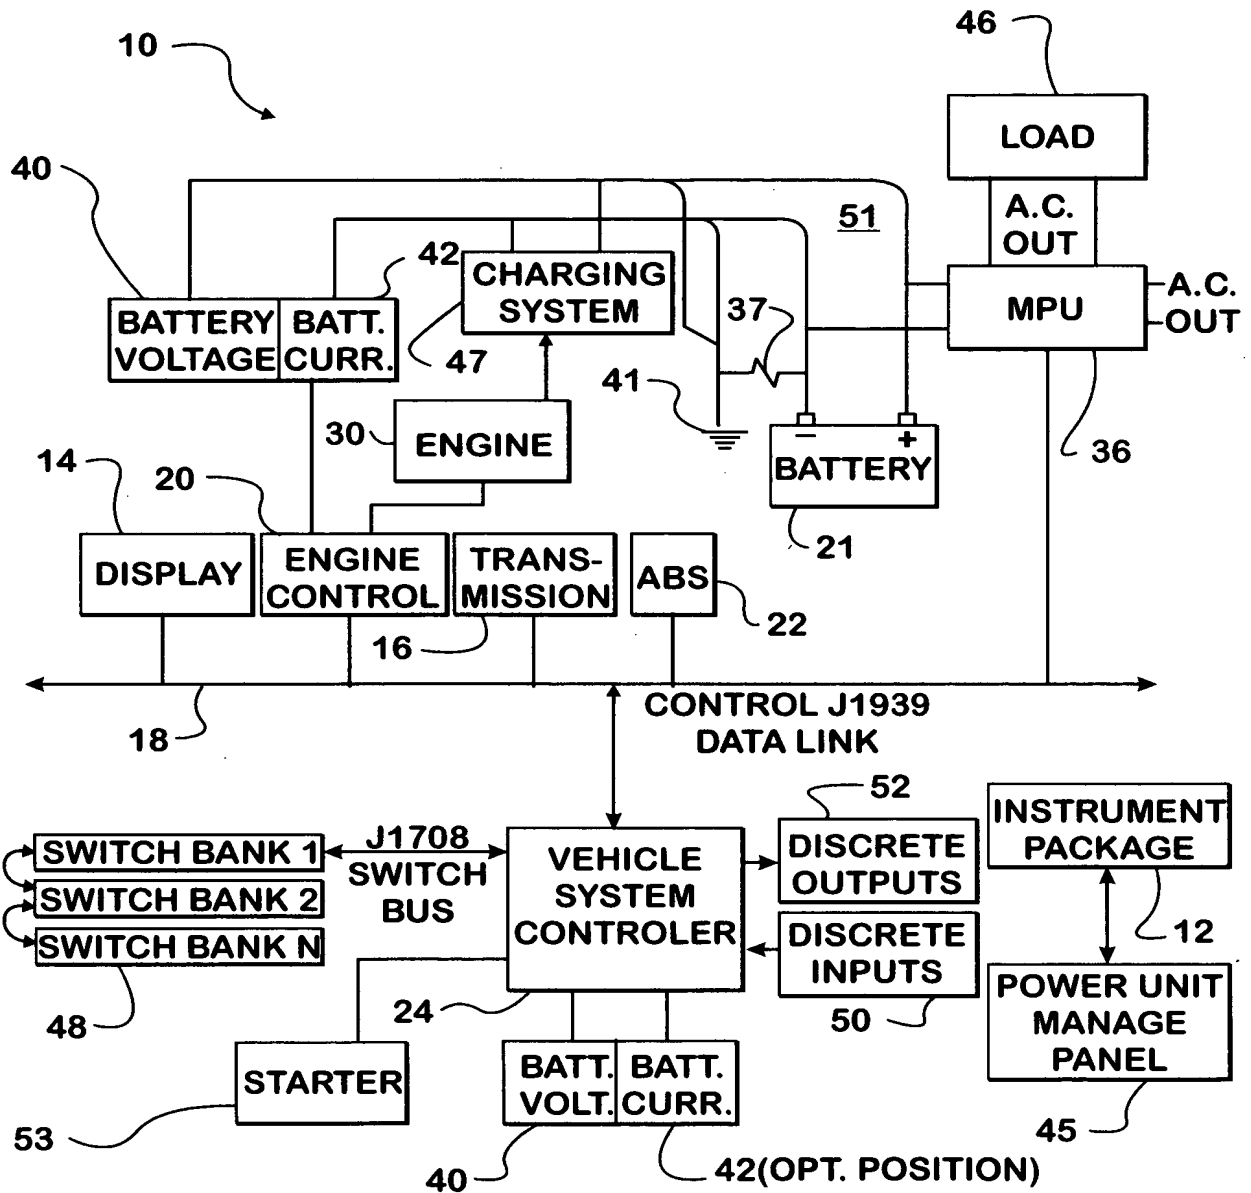 10
46
LOAD
40
A.C.
OUT
51
42
CHARGING
SYSTEM
A.C.
OUT
MPU
37
BATTERY
VOLTAGE
BATT.
CURR.
47
41
30
ENGINE
36
- +
BATTERY
14
20
21
DISPLAY
ENGINE
CONTROL
TRANS-
MISSION
ABS
16
22
18
CONTROL J1939
DATA LINK
52
INSTRUMENT
PACKAGE
J1708
SWITCH
BUS
SWITCH BANK 1
SWITCH BANK 2
SWITCH BANK N
VEHICLE
SYSTEM
CONTROLER
DISCRETE
OUTPUTS
DISCRETE
INPUTS
12
48
24
50
POWER UNIT
MANAGE
PANEL
STARTER
BATT.
VOLT.
BATT.
CURR.
53
45
40
42(OPT. POSITION)